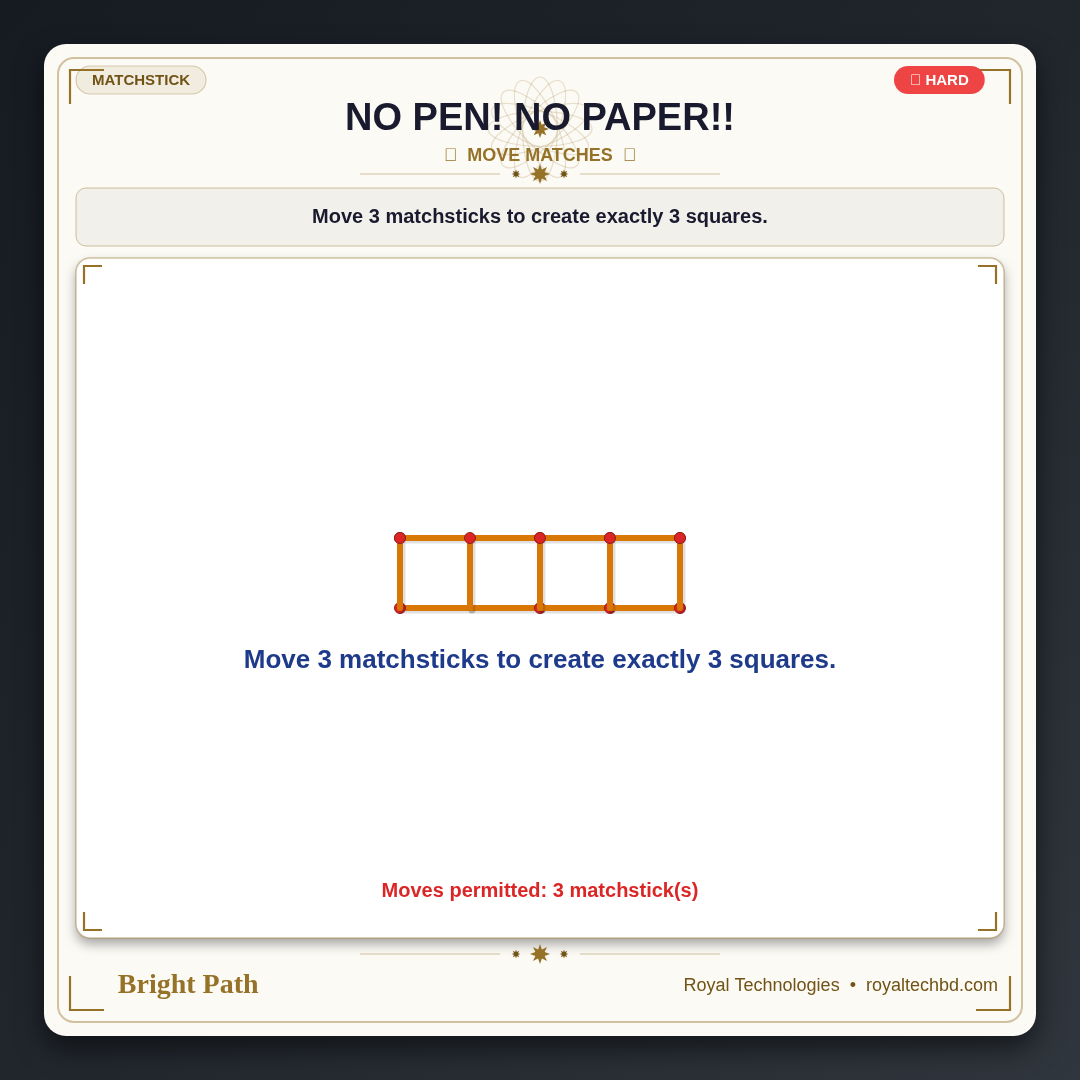 MATCHSTICK
HARD
NO PEN! NO PAPER!!
MOVE MATCHES
Move 3 matchsticks to create exactly 3 squares.
Move 3 matchsticks to create exactly 3 squares.
Moves permitted: 3 matchstick(s)
Bright Path
Royal Technologies • royaltechbd.com